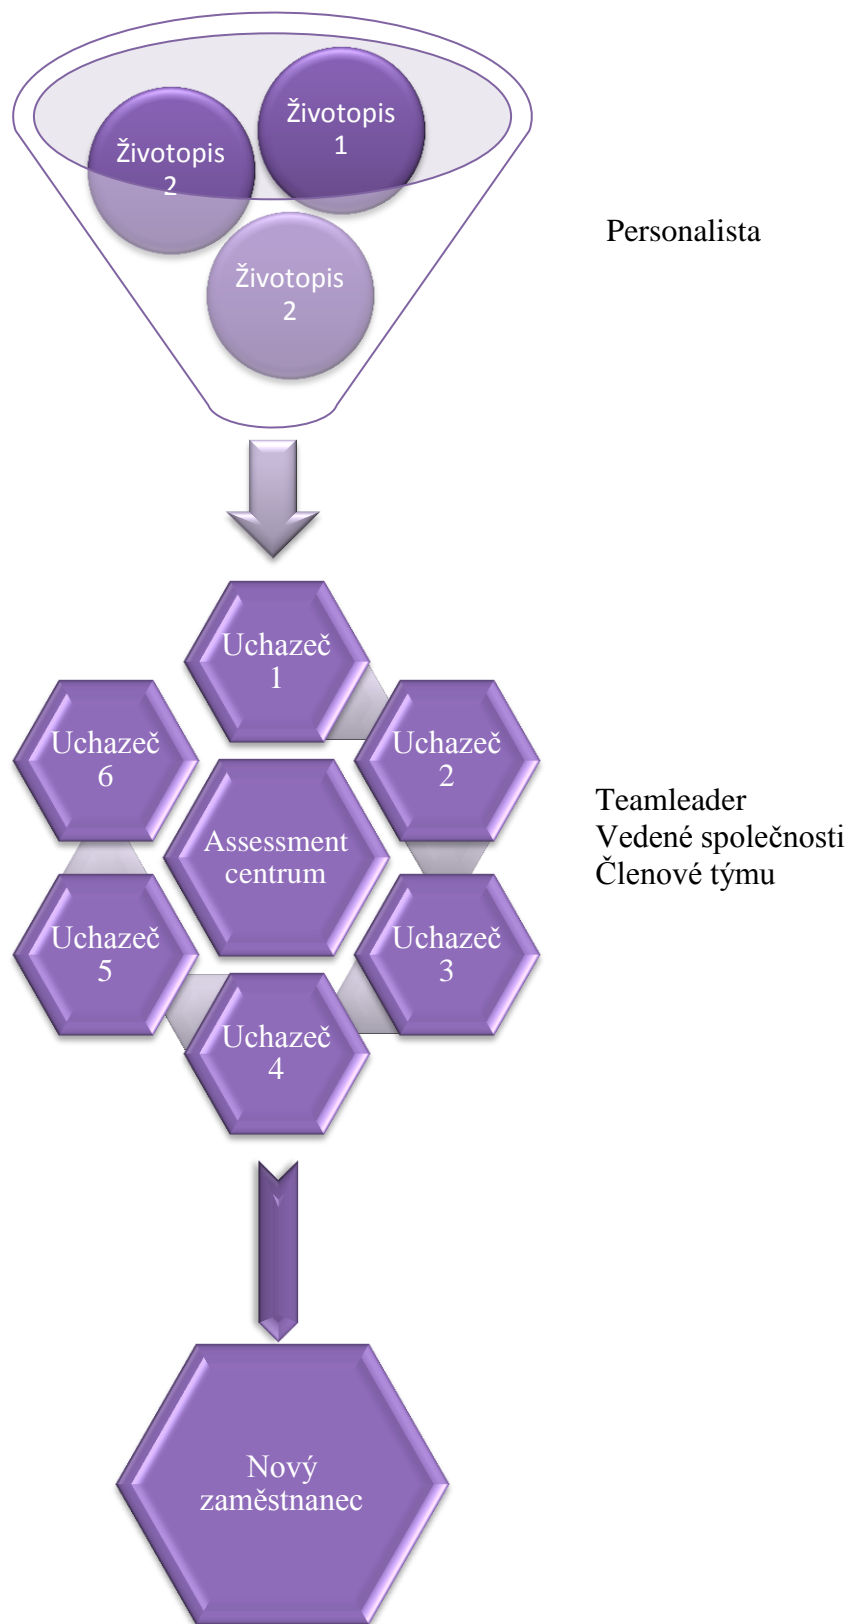 Životopis
1
Životopis
2
Životopis
2
Personalista
Uchazeč
1
Uchazeč
2
Uchazeč
3
Uchazeč
4
Uchazeč
5
Uchazeč
6
Assessment
centrum
Teamleader
Vedené společnosti
Členové týmu
Nový
zaměstnanec